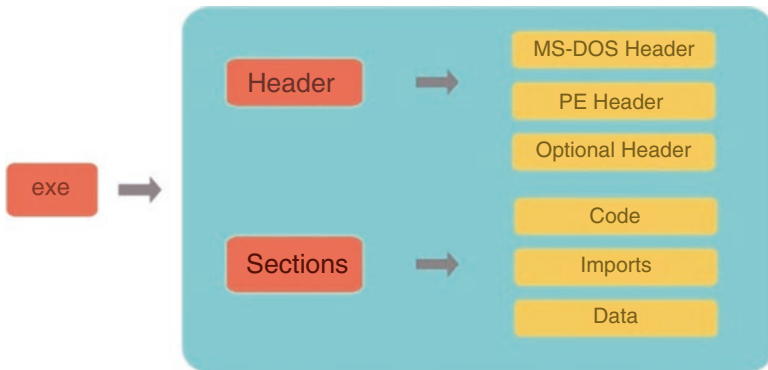 exe
Header
MS-DOS Header
PE Header
Optional Header
Sections
Code
Imports
Data